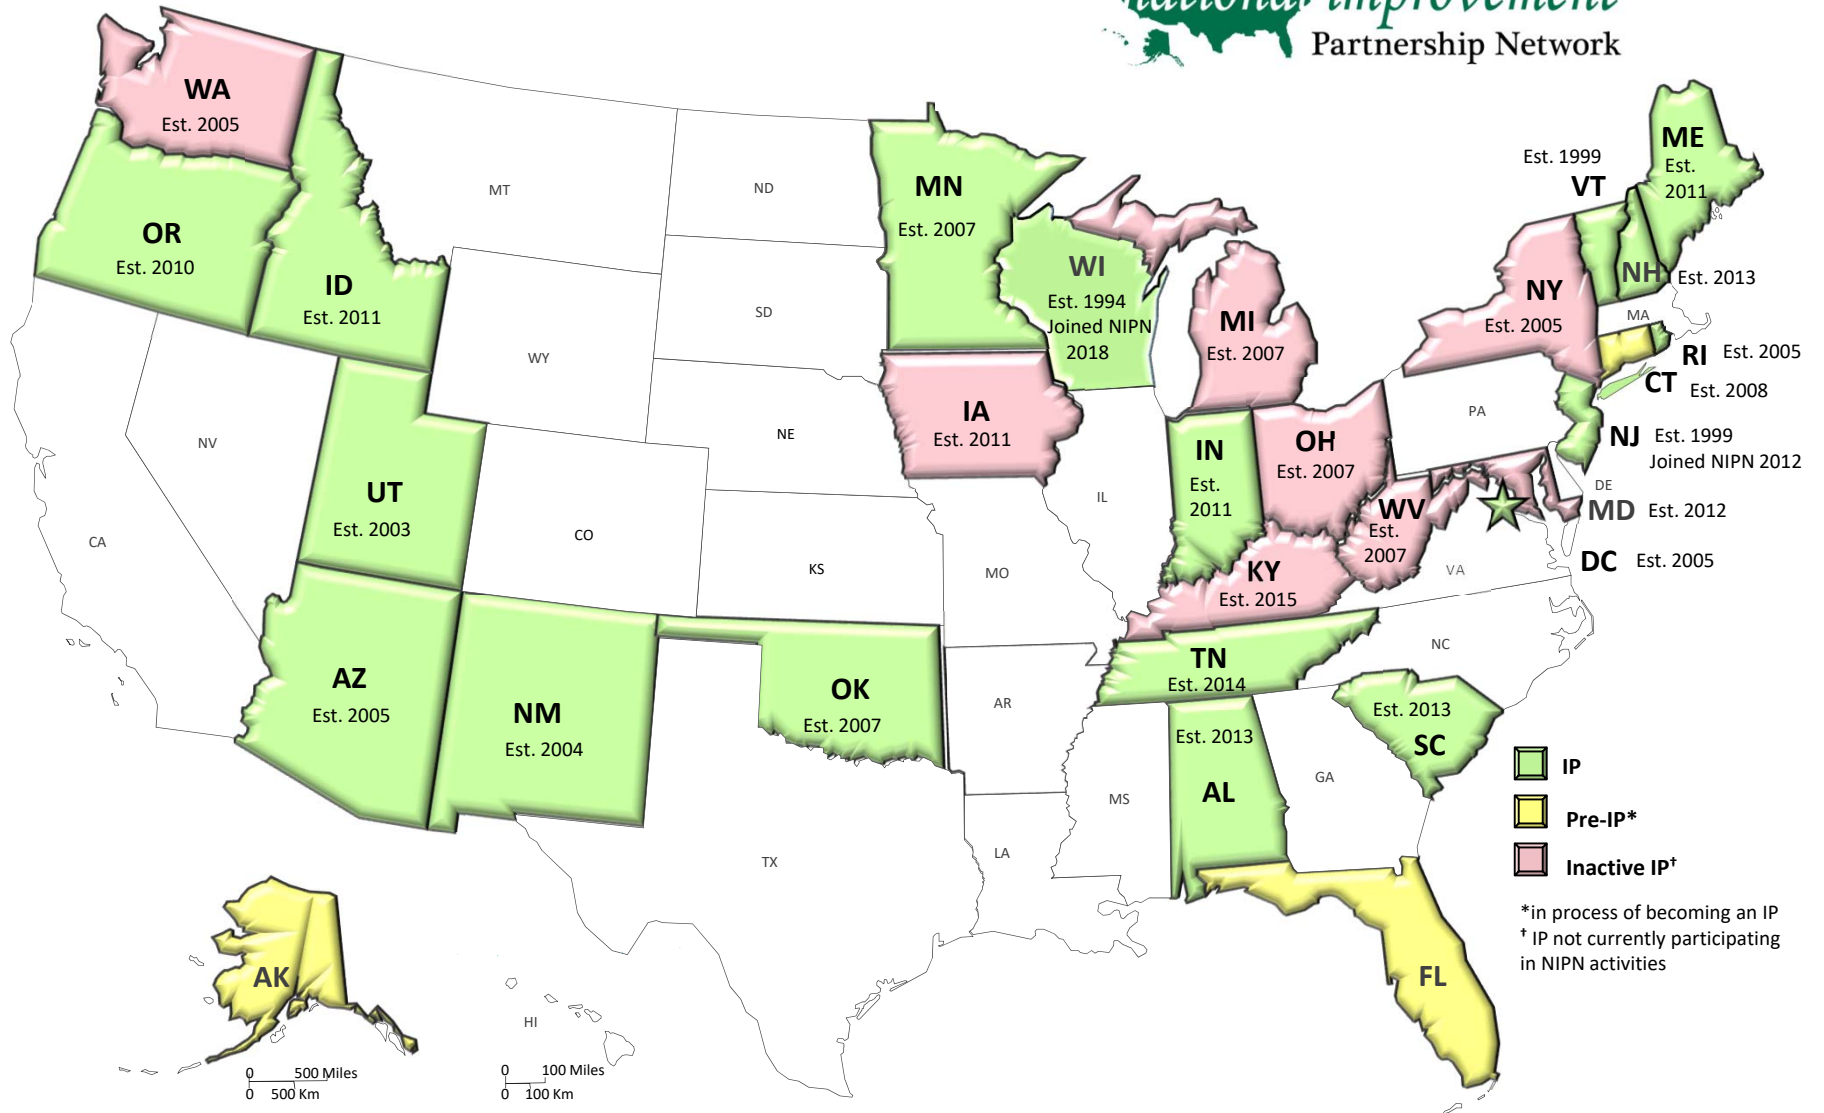 national improvement
Partnership Network
WA
Est. 2005
OR
Est. 2010
ID
Est. 2011
MT
ND
SD
WY
NE
NV
CA
UT
Est. 2003
CO
KS
AZ
Est. 2005
NM
Est. 2004
OK
Est. 2007
TX
MN
Est. 2007
WI
Est. 1994
Joined NIPN
2018
IA
Est. 2011
MO
AR
LA
MS
IL
MI
Est. 2007
IN
Est.
2011
OH
Est. 2007
WV
Est.
2007
KY
Est. 2015
TN
Est. 2014
Est. 2013
AL
GA
Est. 2013
SC
NC
VA
PA
NY
Est. 2005
Est. 1999
VT
ME
Est.
2011
NH
Est. 2013
MA
RI Est. 2005
CT Est. 2008
NJ Est. 1999
Joined NIPN 2012
DE
MD Est. 2012
DC Est. 2005
FL
AK
HI
0 500 Miles
0 500 Km
0 100 Miles
0 100 Km
IP
Pre-IP*
Inactive IP†
*in process of becoming an IP
† IP not currently participating
in NIPN activities